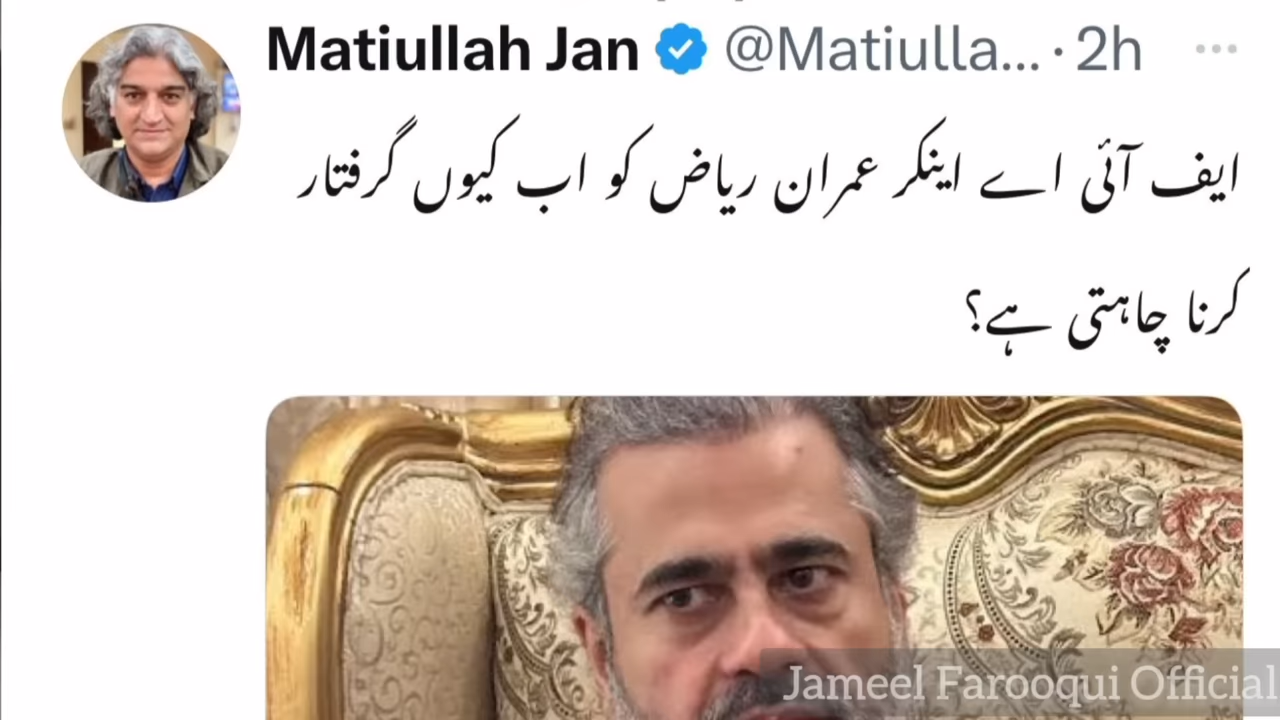 Matiullah Jan @Matiulla... · 2h
ایف آئی اے اینکر عمران ریاض کو اب کیوں گرفتار
کرنا چاہتی ہے؟
Jameel Farooqui Official